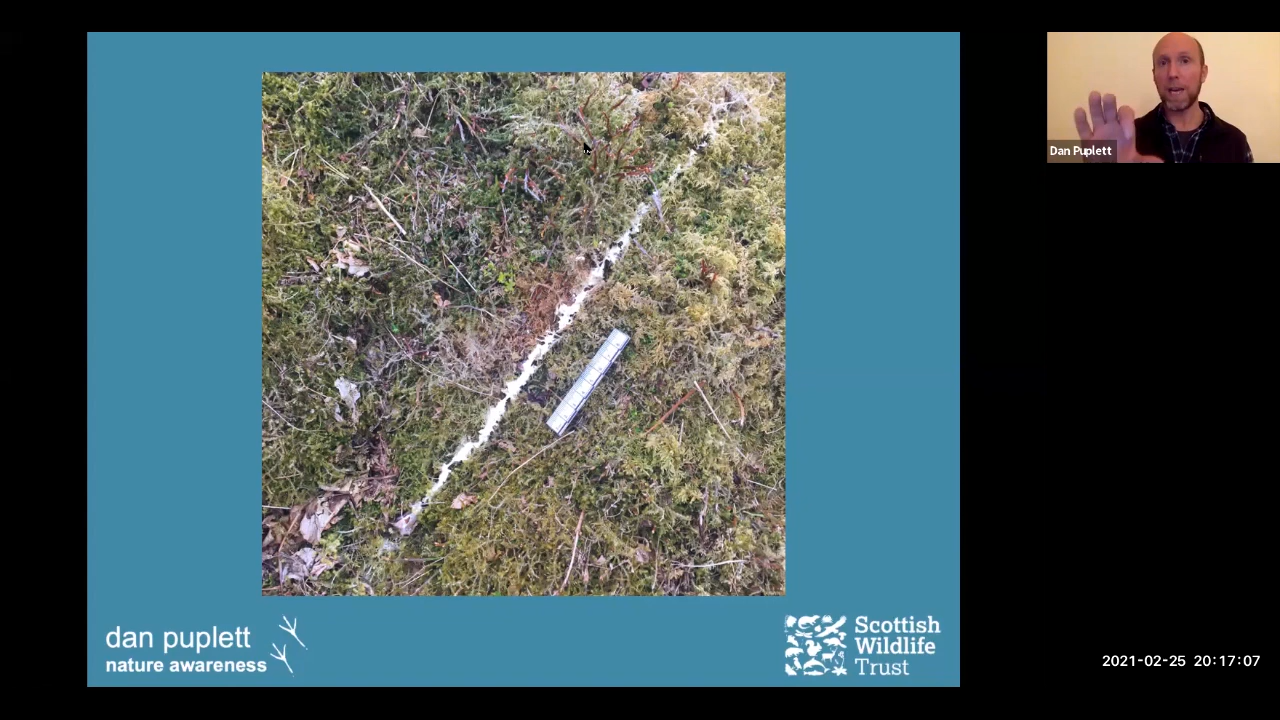 Dan Puplett
dan puplett
nature awareness
Scottish
Wildlife
Trust
2021-02-25 20:17:07